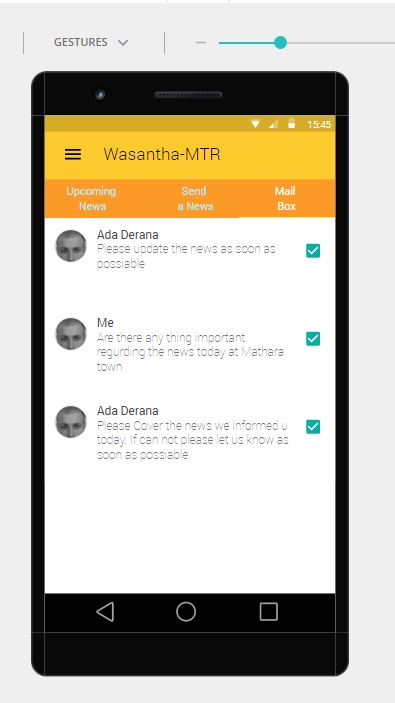 GESTURES
15:45
Wasantha-MTR
Upcoming
News
Send
a News
Mail
Box
Ada Derana
Please update the news as soon as
possiable
Me
Are there any thing important
regurding the news today at Mathara
town
Ada Derana
Please Cover the news we informed u
today. If can not please let us know as
soon as possiable